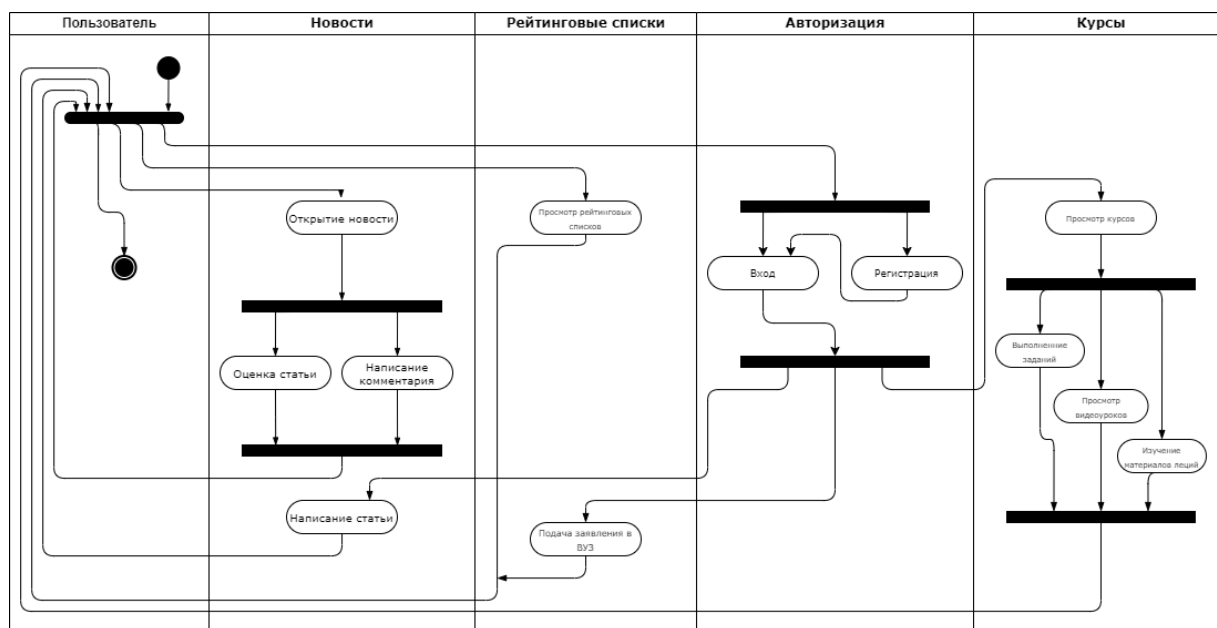 Пользователь
Новости
Рейтинговые списки
Авторизация
Курсы
Открытие новости
Просмотр рейтинговых
списков
Просмотр курсов
Вход
Регистрация
Оценка статьи
Написание
комментария
Выполненние
заданий
Просмотр
видеоуроков
Изучение
материалов леций
Написание статьи
Подача заявления в
ВУЗ